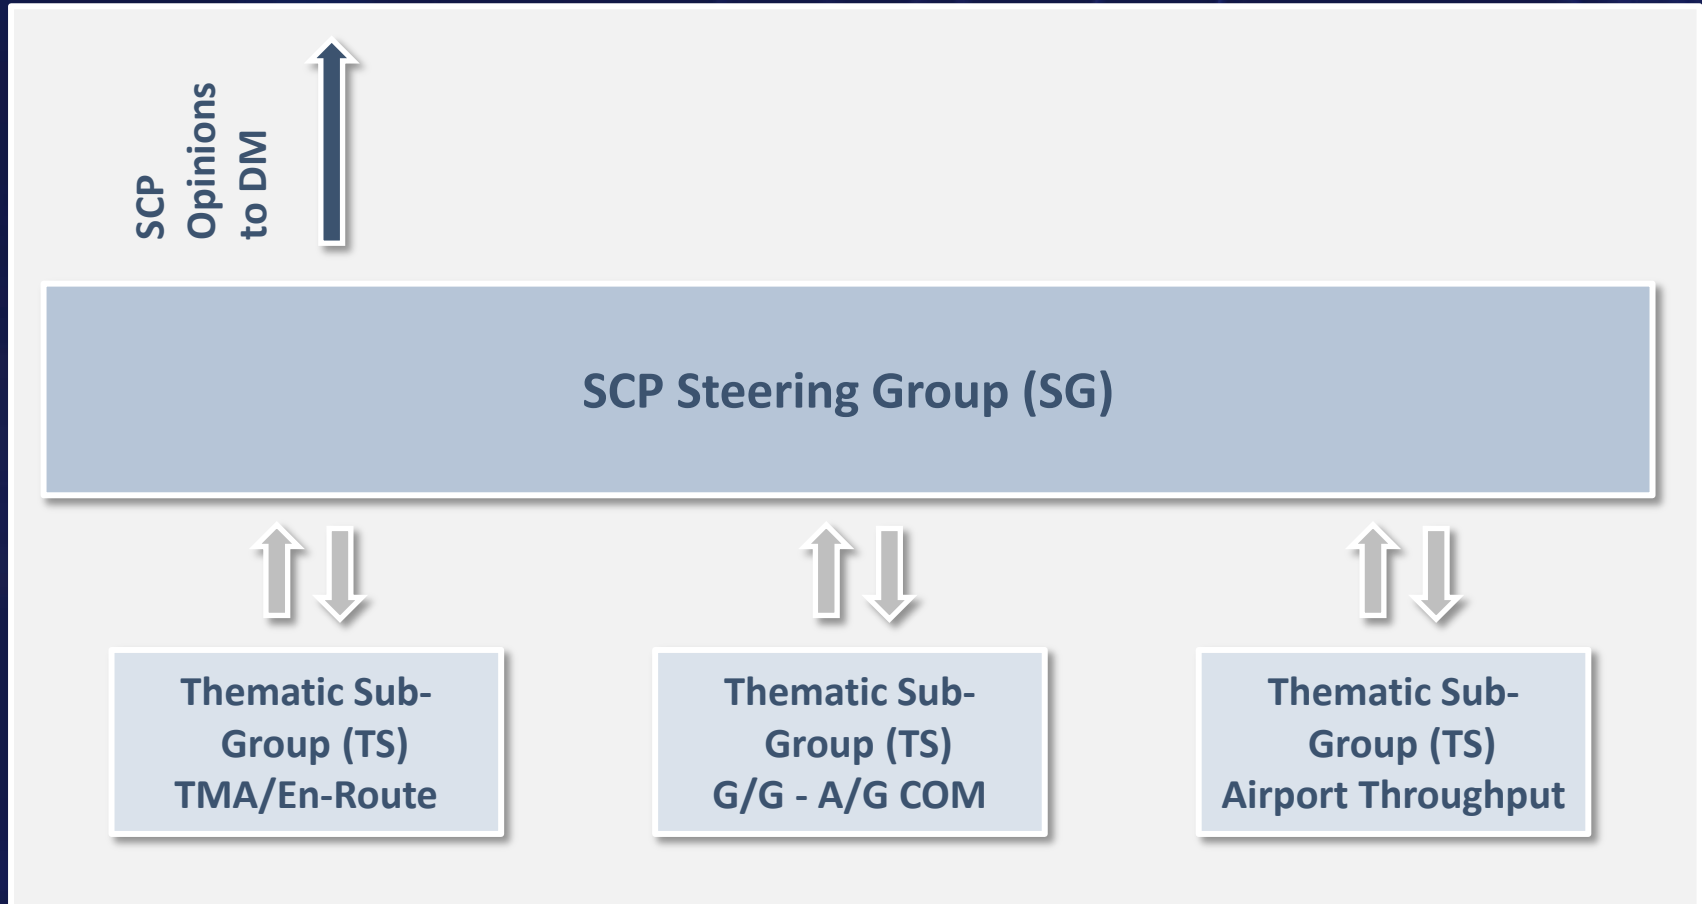 SCP
Opinions
to DM
SCP Steering Group (SG)
Thematic Sub-
Group (TS)
TMA/En-Route
Thematic Sub-
Group (TS)
G/G - A/G COM
Thematic Sub-
Group (TS)
Airport Throughput